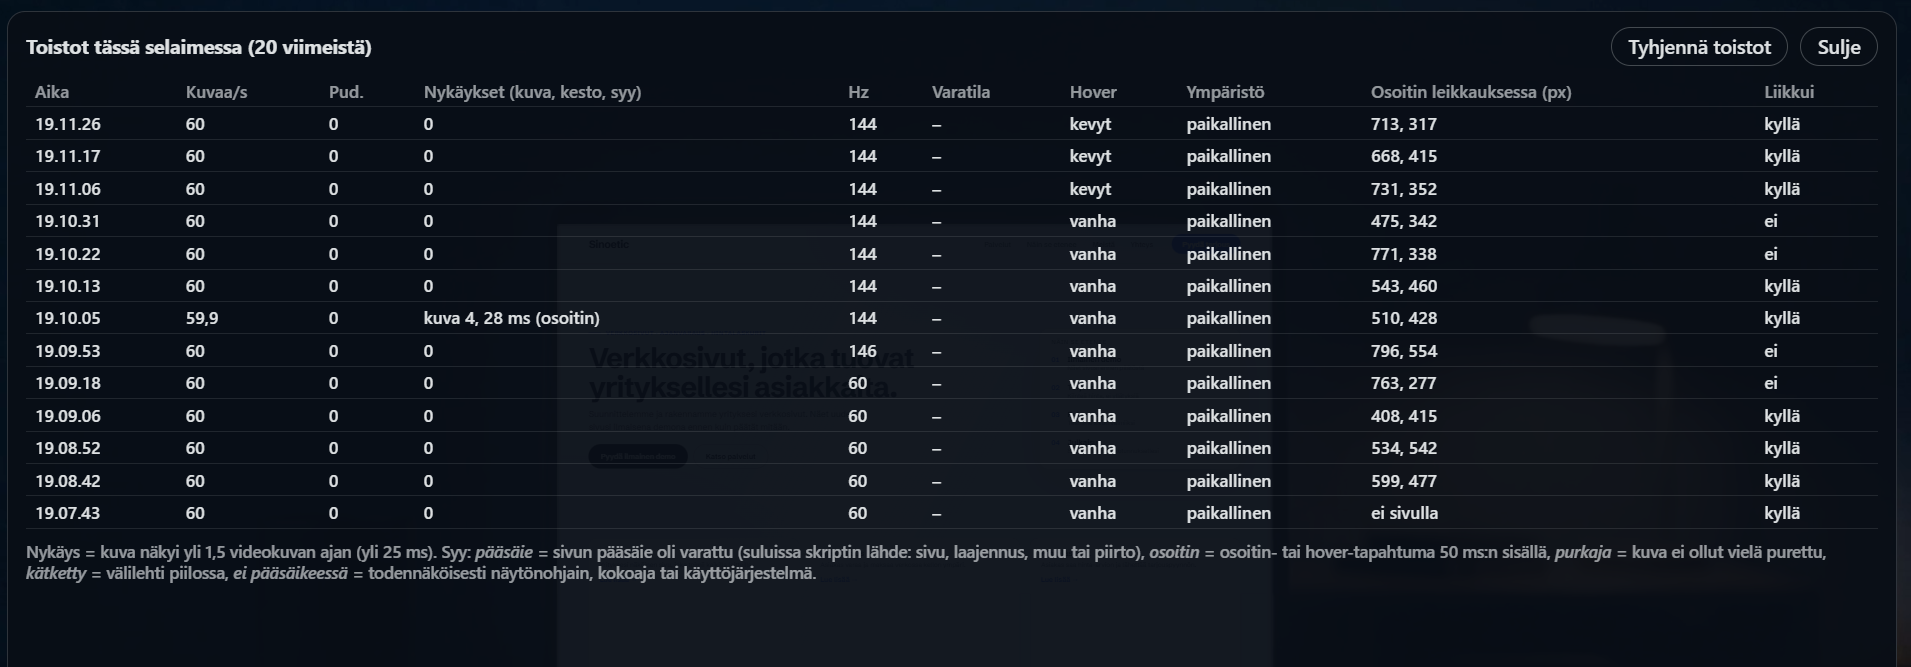 Toistot tässä selaimessa (20 viimeistä)
Tyhjennä toistot
Sulje
Aika Kuvaa/s Pud. Nykäykset (kuva, kesto, syy) Hz Varatila Hover Ympäristö Osoitin leikkauksessa (px) Liikkui
19.11.26 60 0 0 144 – kevyt paikallinen 713, 317 kyllä
19.11.17 60 0 0 144 – kevyt paikallinen 668, 415 kyllä
19.11.06 60 0 0 144 – kevyt paikallinen 731, 352 kyllä
19.10.31 60 0 0 144 – vanha paikallinen 475, 342 ei
Sinoetic
19.10.22 60 0 0 144 – vanha paikallinen 771, 338 ei
19.10.13 60 0 0 144 – vanha paikallinen 543, 460 kyllä
19.10.05 59,9 0 kuva 4, 28 ms (osoitin) 144 – vanha paikallinen 510, 428 kyllä
19.09.53 60 0 0 146 – vanha paikallinen 796, 554 ei
Verkkosivut, jotka tuovat
19.09.18 60 0 0 60 – vanha paikallinen 763, 277 ei
yrityksellesi asiakkaita.
19.09.06 60 0 0 60 – vanha paikallinen 408, 415 kyllä
19.08.52 60 0 0 60 – vanha paikallinen 534, 542 kyllä
19.08.42 60 0 0 60 – vanha paikallinen 599, 477 kyllä
19.07.43 60 0 0 60 – vanha paikallinen ei sivulla kyllä
Nykäys = kuva näkyi yli 1,5 videokuvan ajan (yli 25 ms). Syy: pääsäie = sivun pääsäie oli varattu (suluissa skriptin lähde: sivu, laajennus, muu tai piirto), osoitin = osoitin- tai hover-tapahtuma 50 ms:n sisällä, purkaja = kuva ei ollut vielä purettu,
kätketty = välilehti piilossa, ei pääsäikeessä = todennäköisesti näytönohjain, kokoaja tai käyttöjärjestelmä.